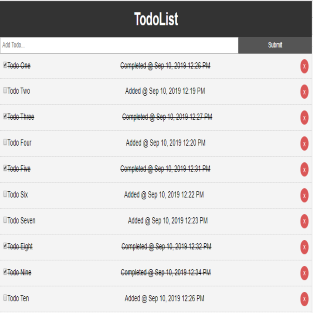 TodoList
Add Todo... Submit
Todo One Completed @ Sep 10, 2019 12:26 PM x
Todo Two Added @ Sep 10, 2019 12:19 PM x
Todo Three Completed @ Sep 10, 2019 12:27 PM x
Todo Four Added @ Sep 10, 2019 12:20 PM x
Todo Five Completed @ Sep 10, 2019 12:31 PM x
Todo Six Added @ Sep 10, 2019 12:22 PM x
Todo Seven Added @ Sep 10, 2019 12:23 PM x
Todo Eight Completed @ Sep 10, 2019 12:32 PM x
Todo Nine Completed @ Sep 10, 2019 12:34 PM x
Todo Ten Added @ Sep 10, 2019 12:26 PM x